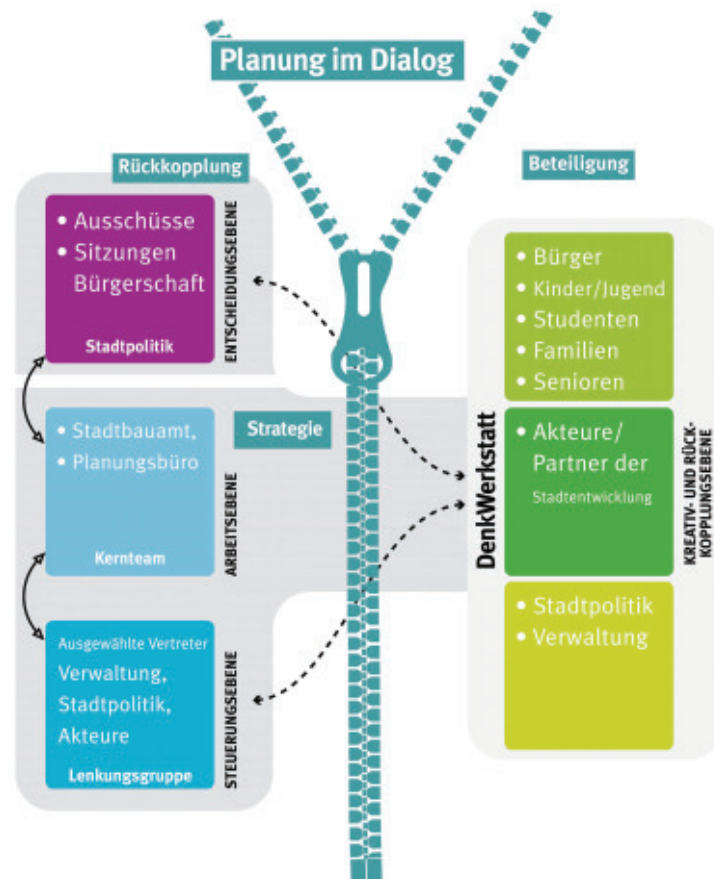 Planung im Dialog
Rückkopplung
• Ausschüsse
• Sitzungen
Bürgerschaft
Stadtpolitik
ENTSCHEIDUNGSEBENE
Strategie
• Stadtbauamt,
• Planungsbüro
Kernteam
ARBEITSEBENE
Ausgewählte Vertreter
Verwaltung,
Stadtpolitik,
Akteure
Lenkungsgruppe
STEUERUNGSEBENE
Beteiligung
DenkWerkstatt
• Bürger
• Kinder/Jugend
• Studenten
• Familien
• Senioren
• Akteure/
Partner der
Stadtentwicklung
• Stadtpolitik
• Verwaltung
KREATIV- UND RÜCK-
KOPPLUNGSEBENE